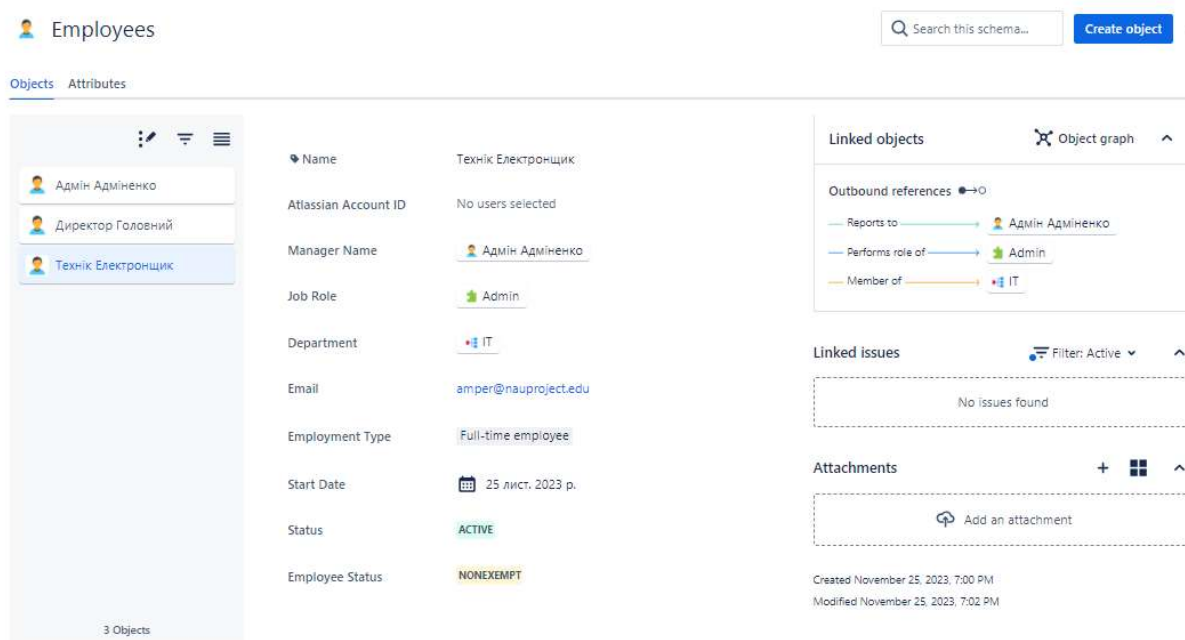 Employees
Search this schema...
Create object
Objects Attributes
Адмін Адміненко
Директор Головний
Технік Електронщик
3 Objects
Name Технік Електронщик
Atlassian Account ID No users selected
Manager Name Адмін Адміненко
Job Role Admin
Department IT
Email amper@nauproject.edu
Employment Type Full-time employee
Start Date 25 лист. 2023 р.
Status ACTIVE
Employee Status NONEXEMPT
Linked objects Object graph
Outbound references
Reports to Адмін Адміненко
Performs role of Admin
Member of IT
Linked issues Filter: Active
No issues found
Attachments
Add an attachment
Created November 25, 2023, 7:00 PM
Modified November 25, 2023, 7:02 PM